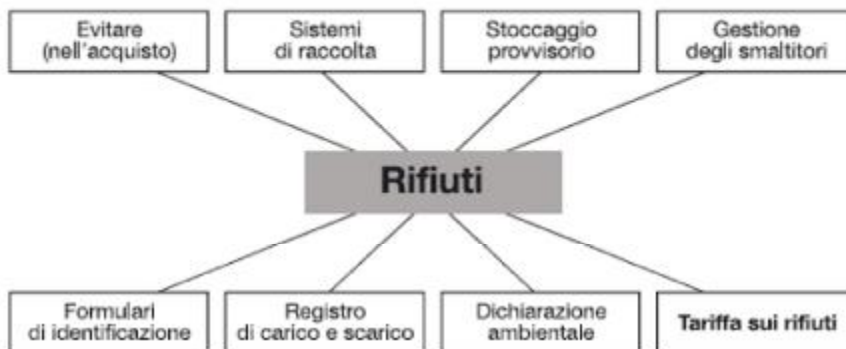 Evitare
(nell'acquisto)
Sistemi
di raccolta
Stoccaggio
provvisorio
Gestione
degli smaltitori
Rifiuti
Formulari
di identificazione
Registro
di carico e scarico
Dichiarazione
ambientale
Tariffa sui rifiuti